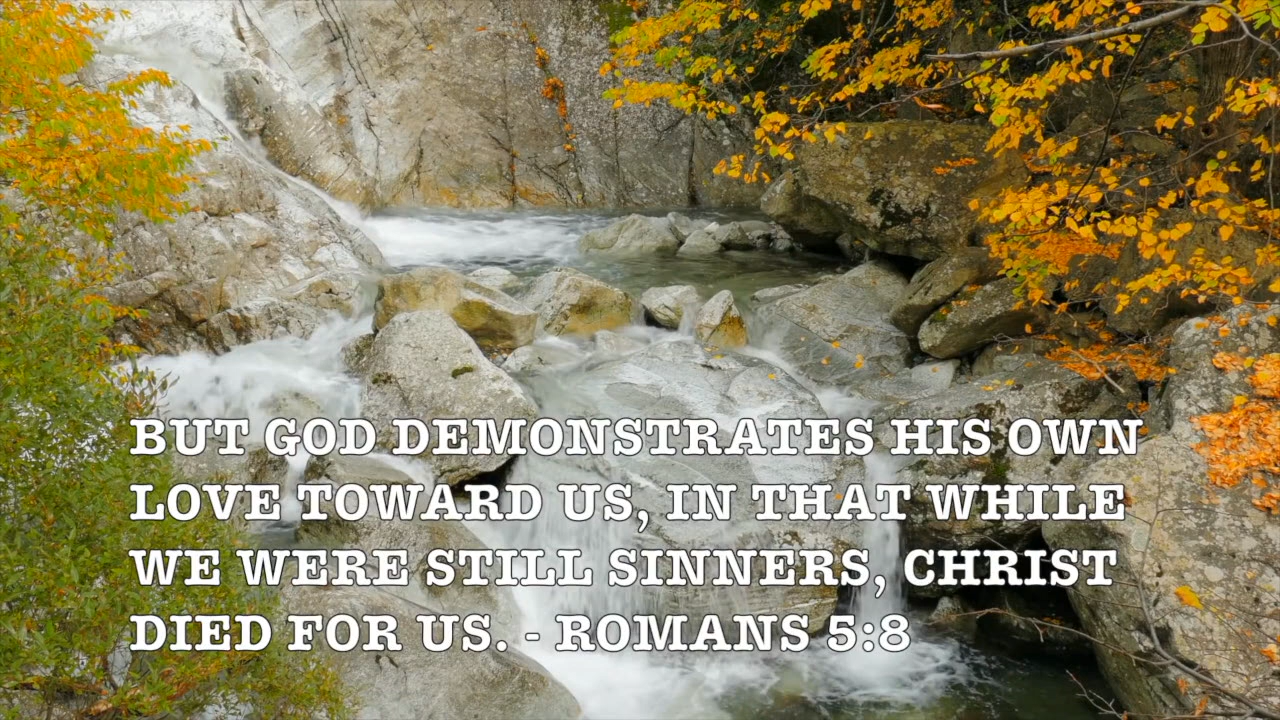 BUT GOD DEMONSTRATES HIS OWN
LOVE TOWARD US, IN THAT WHILE
WE WERE STILL SINNERS, CHRIST
DIED FOR US. - ROMANS 5:8